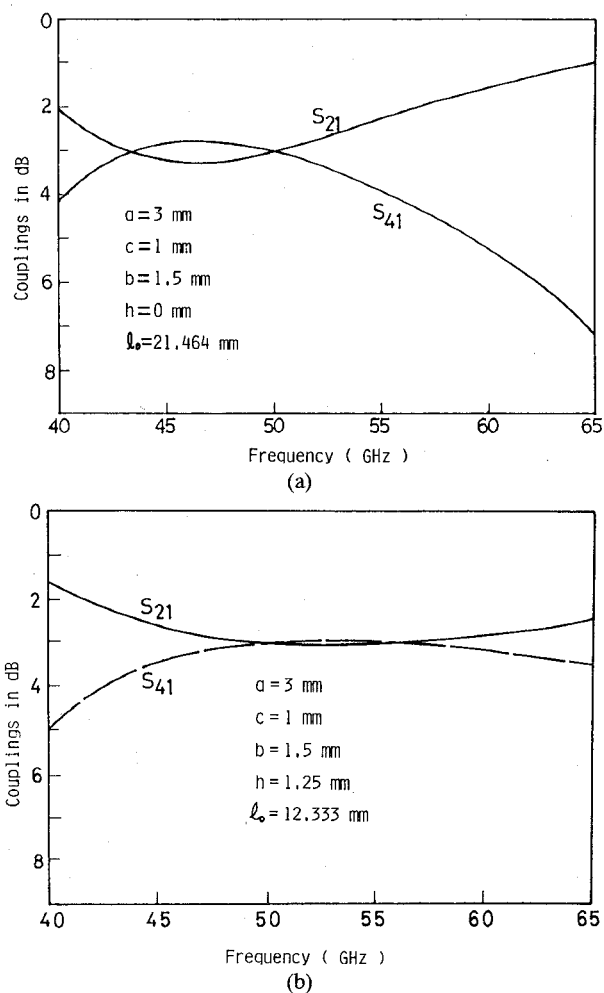 0
2
4
6
8
Couplings in dB
S21
S41
a=3 mm
c=1 mm
b=1.5 mm
h=0 mm
ℓ₀=21.464 mm
40 45 50 55 60 65
Frequency ( GHz )
(a)
0
2
4
6
8
Couplings in dB
S21
S41
a=3 mm
c=1 mm
b=1.5 mm
h=1.25 mm
ℓ₀=12.333 mm
40 45 50 55 60 65
Frequency ( GHz )
(b)